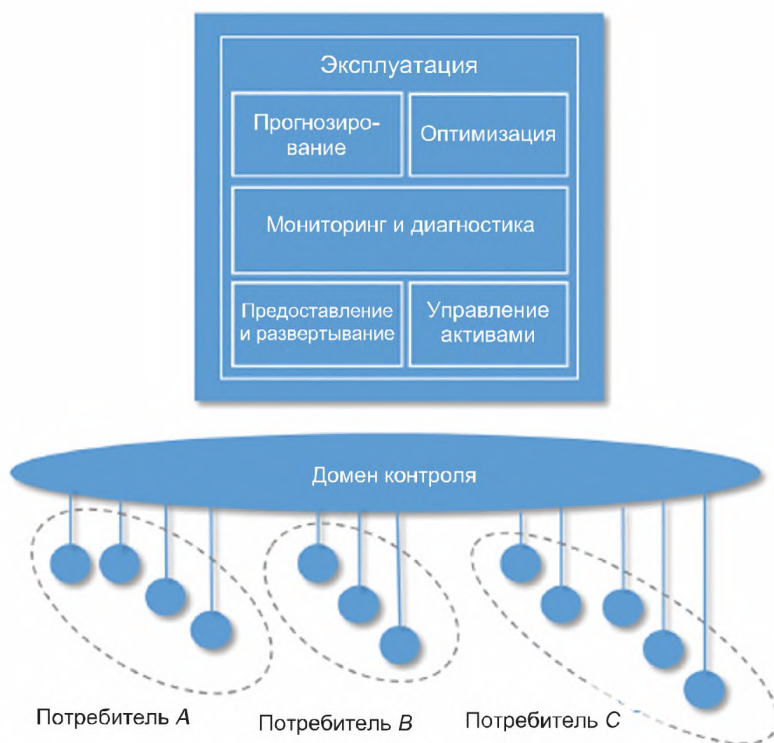 Эксплуатация
Прогнозиро-
вание
Оптимизация
Мониторинг и диагностика
Предоставление
и развертывание
Управление
активами
Домен контроля
Потребитель A
Потребитель B
Потребитель C